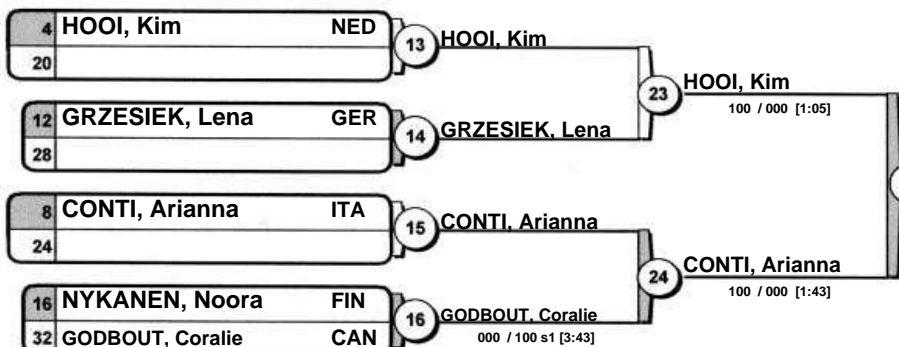 4 HOOI, Kim NED
20
13
HOOI, Kim
12 GRZESIEK, Lena GER
28
14
GRZESIEK, Lena
23
HOOI, Kim
100 / 000 [1:05]
8 CONTI, Arianna ITA
24
15
CONTI, Arianna
16 NYKANEN, Noora FIN
32 GODBOUT, Coralie CAN
16
GODBOUT, Coralie
000 / 100 s1 [3:43]
24
CONTI, Arianna
100 / 000 [1:43]